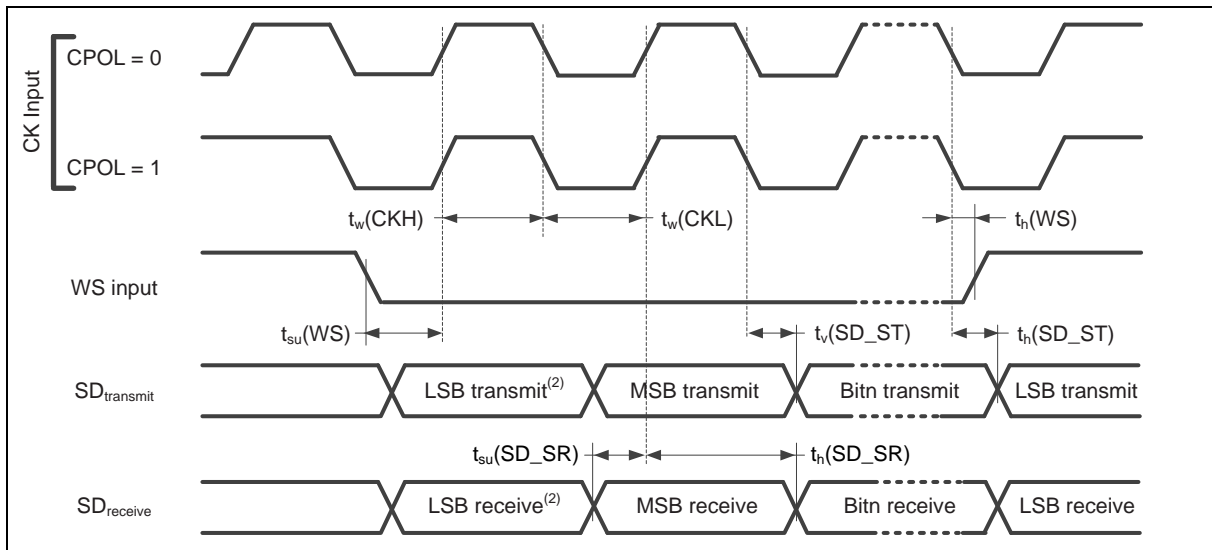 CK Input
CPOL = 0
CPOL = 1
tw(CKH)
tw(CKL)
th(WS)
WS input
tsu(WS)
tv(SD_ST)
th(SD_ST)
SDtransmit
LSB transmit(2)
MSB transmit
Bitn transmit
LSB transmit
tsu(SD_SR)
th(SD_SR)
SDreceive
LSB receive(2)
MSB receive
Bitn receive
LSB receive